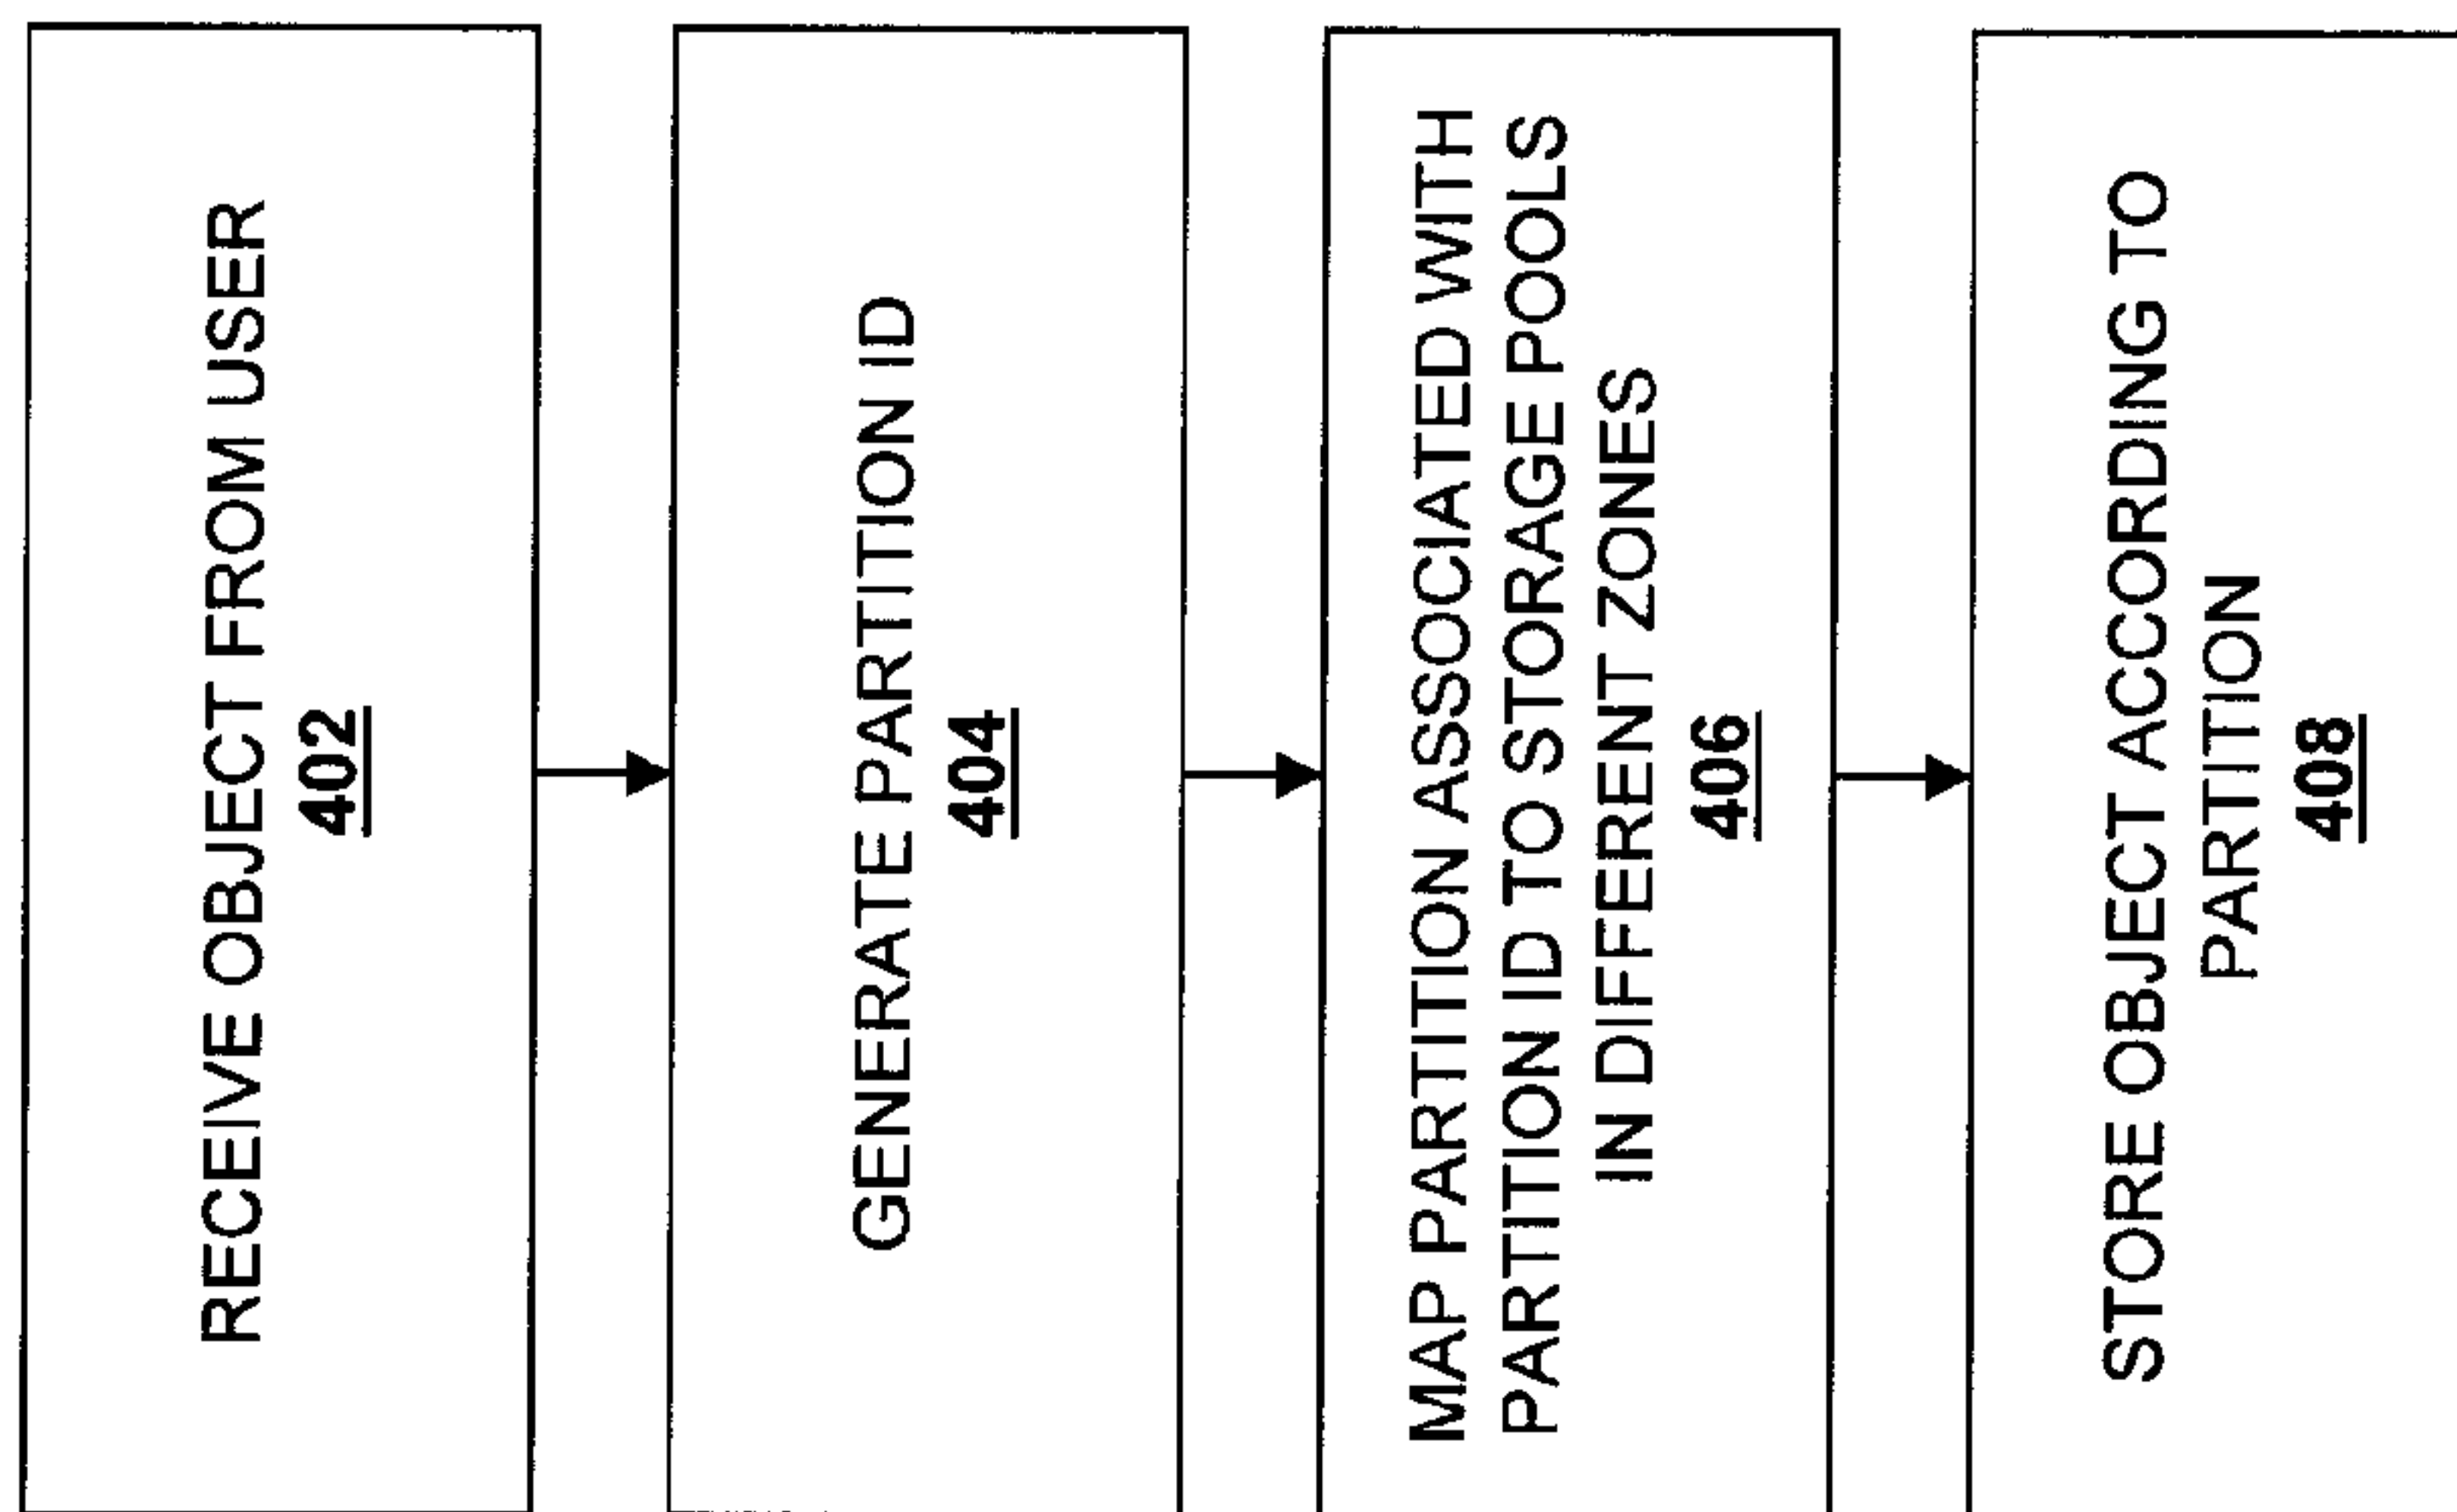 RECEIVE OBJECT FROM USER
402
GENERATE PARTITION ID
404
MAP PARTITION ASSOCIATED WITH
PARTITION ID TO STORAGE POOLS
IN DIFFERENT ZONES
406
STORE OBJECT ACCORDING TO
PARTITION
408